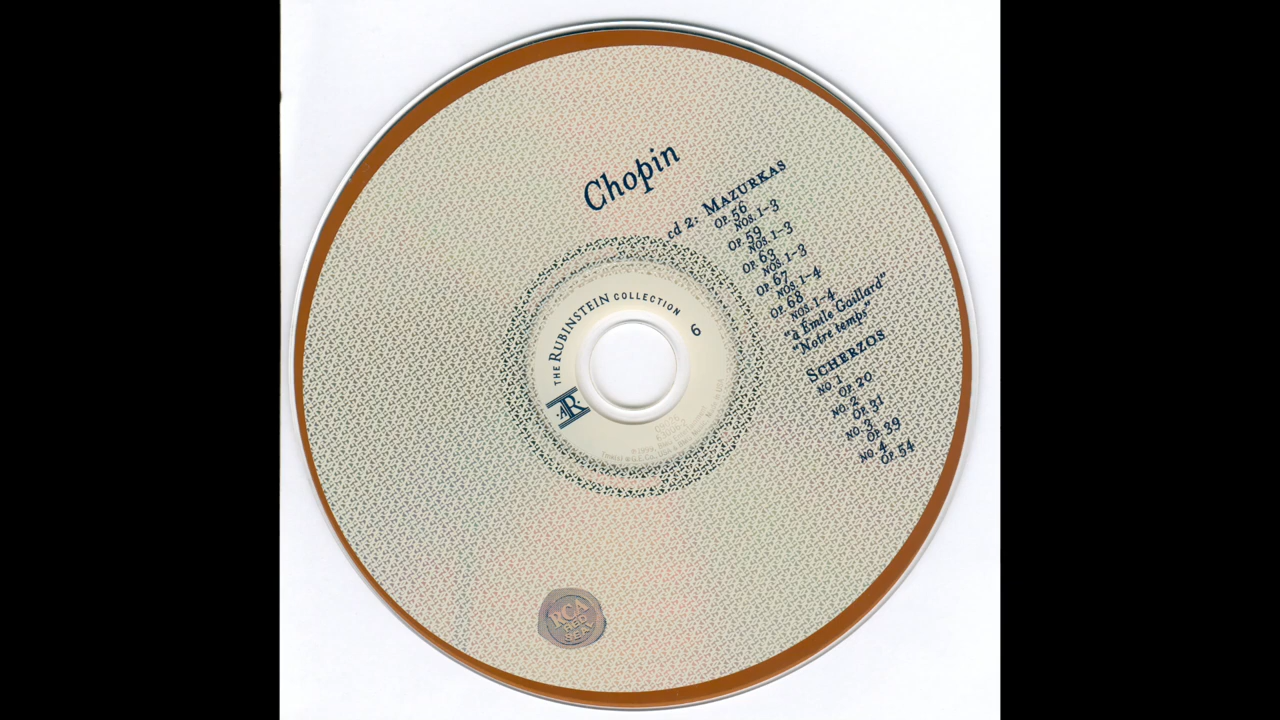 Chopin
cd 2: MAZURKAS
OP. 56
NOS. 1-3
OP. 59
NOS. 1-3
OP. 63
NOS. 1-3
OP. 67
NOS. 1-4
OP. 68
NOS. 1-4
"à Émile Gaillard"
"Notre temps"
SCHERZOS
NO. 1
OP. 20
NO. 2
OP. 31
NO. 3
OP. 39
NO. 4
OP. 54
THE RUBINSTEIN COLLECTION 6
AR
RCA
RED
SEAL